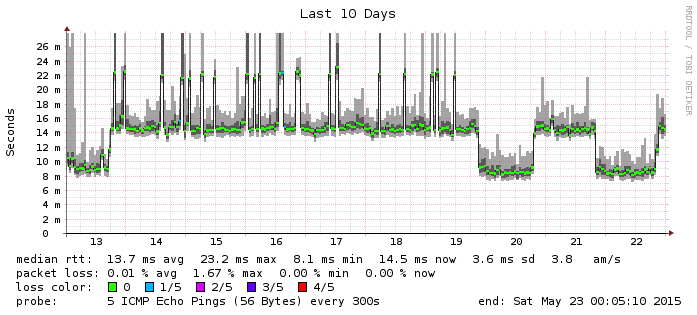 Last 10 Days
RRDTOOL / TOBI OETIKER
Seconds
26 m
24 m
22 m
20 m
18 m
16 m
14 m
12 m
10 m
8 m
6 m
4 m
2 m
0
13 14 15 16 17 18 19 20 21 22
median rtt: 13.7 ms avg 23.2 ms max 8.1 ms min 14.5 ms now 3.6 ms sd 3.8 am/s
packet loss: 0.01 % avg 1.67 % max 0.00 % min 0.00 % now
loss color: 0 1/5 2/5 3/5 4/5
probe: 5 ICMP Echo Pings (56 Bytes) every 300s end: Sat May 23 00:05:10 2015